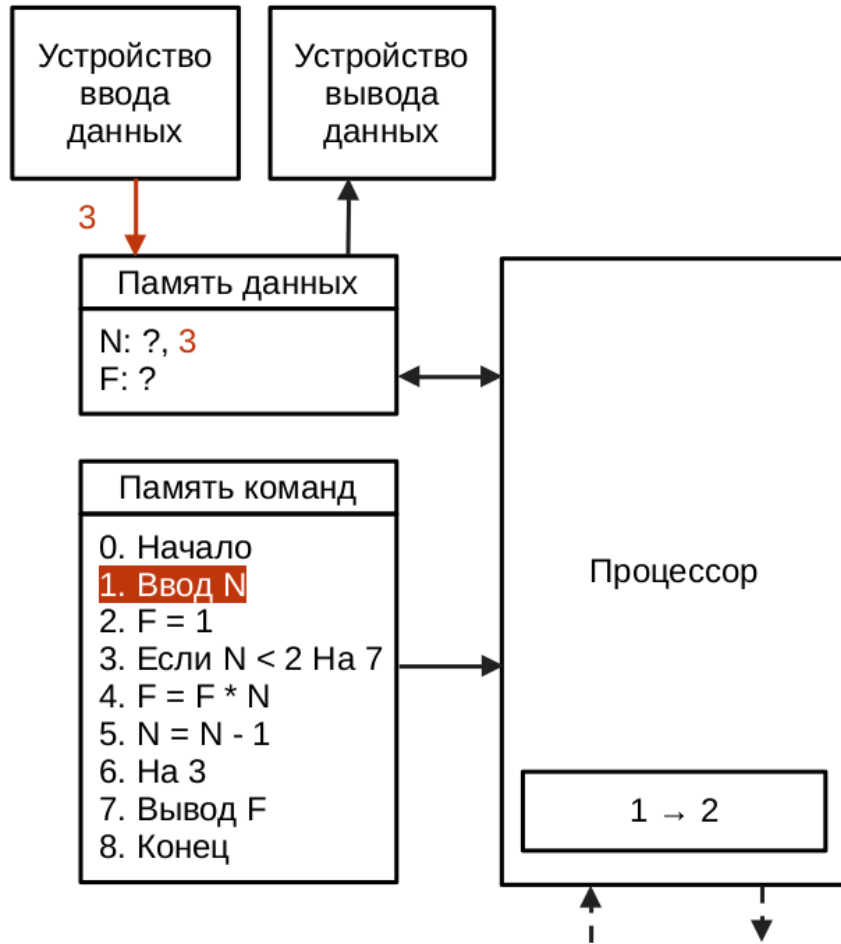 Устройство
ввода
данных
Устройство
вывода
данных
3
Память данных
N: ?, 3
F: ?
Память команд
0. Начало
1. Ввод N
2. F = 1
3. Если N < 2 На 7
4. F = F * N
5. N = N - 1
6. На 3
7. Вывод F
8. Конец
Процессор
1 → 2